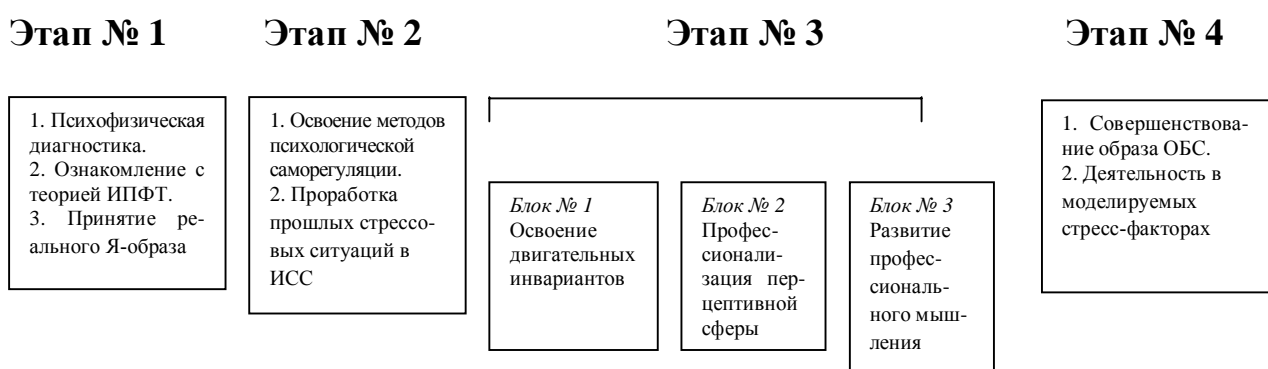 Этап № 1
Этап № 2
Этап № 3
Этап № 4
1. Психофизическая
диагностика.
2. Ознакомление с
теорией ИПФТ.
3. Принятие ре-
ального Я-образа
1. Освоение методов
психологической
саморегуляции.
2. Проработка
прошлых стрессо-
вых ситуаций в
ИСС
Блок № 1
Освоение
двигательных
инвариантов
Блок № 2
Профес-
сионали-
зация пер-
цептивной
сферы
Блок № 3
Развитие
профес-
сиональ-
ного мыш-
ления
1. Совершенствова-
ние образа ОБС.
2. Деятельность в
моделируемых
стресс-факторах